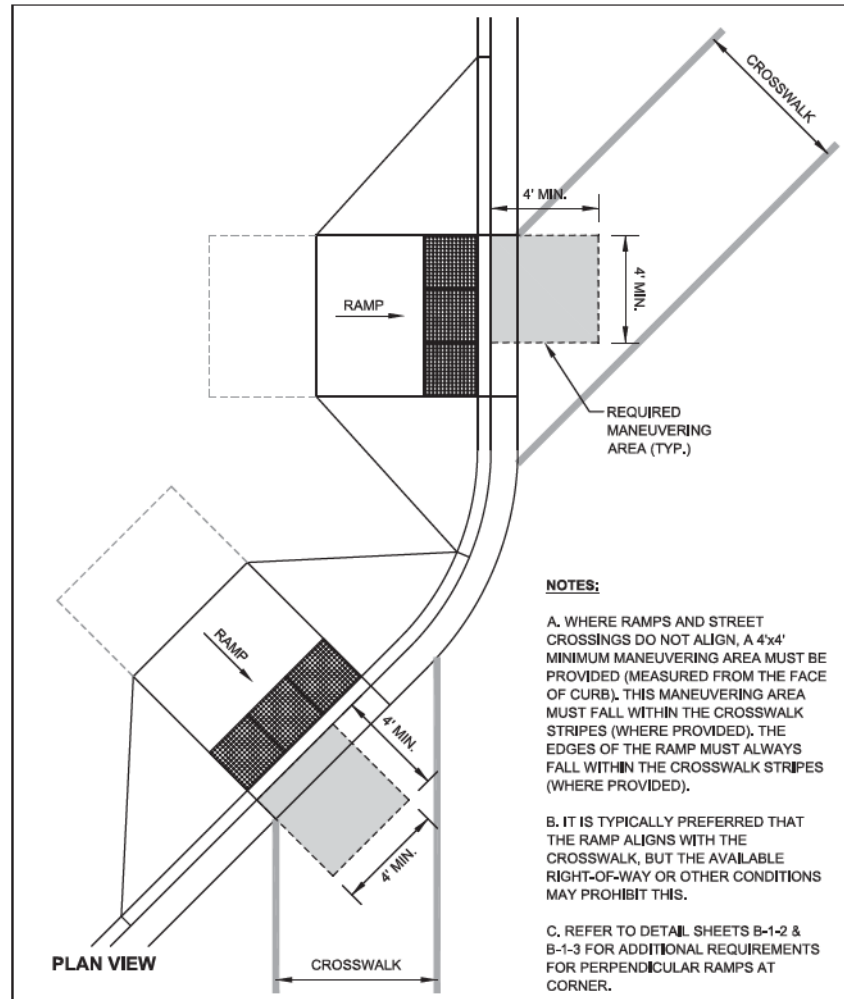 CROSSWALK
4' MIN.
4' MIN.
RAMP
REQUIRED
MANEUVERING
AREA (TYP.)
RAMP
4' MIN.
4' MIN.
CROSSWALK
PLAN VIEW
NOTES:
A. WHERE RAMPS AND STREET
CROSSINGS DO NOT ALIGN, A 4'x4'
MINIMUM MANEUVERING AREA MUST BE
PROVIDED (MEASURED FROM THE FACE
OF CURB). THIS MANEUVERING AREA
MUST FALL WITHIN THE CROSSWALK
STRIPES (WHERE PROVIDED). THE
EDGES OF THE RAMP MUST ALWAYS
FALL WITHIN THE CROSSWALK STRIPES
(WHERE PROVIDED).
B. IT IS TYPICALLY PREFERRED THAT
THE RAMP ALIGNS WITH THE
CROSSWALK, BUT THE AVAILABLE
RIGHT-OF-WAY OR OTHER CONDITIONS
MAY PROHIBIT THIS.
C. REFER TO DETAIL SHEETS B-1-2 &
B-1-3 FOR ADDITIONAL REQUIREMENTS
FOR PERPENDICULAR RAMPS AT
CORNER.